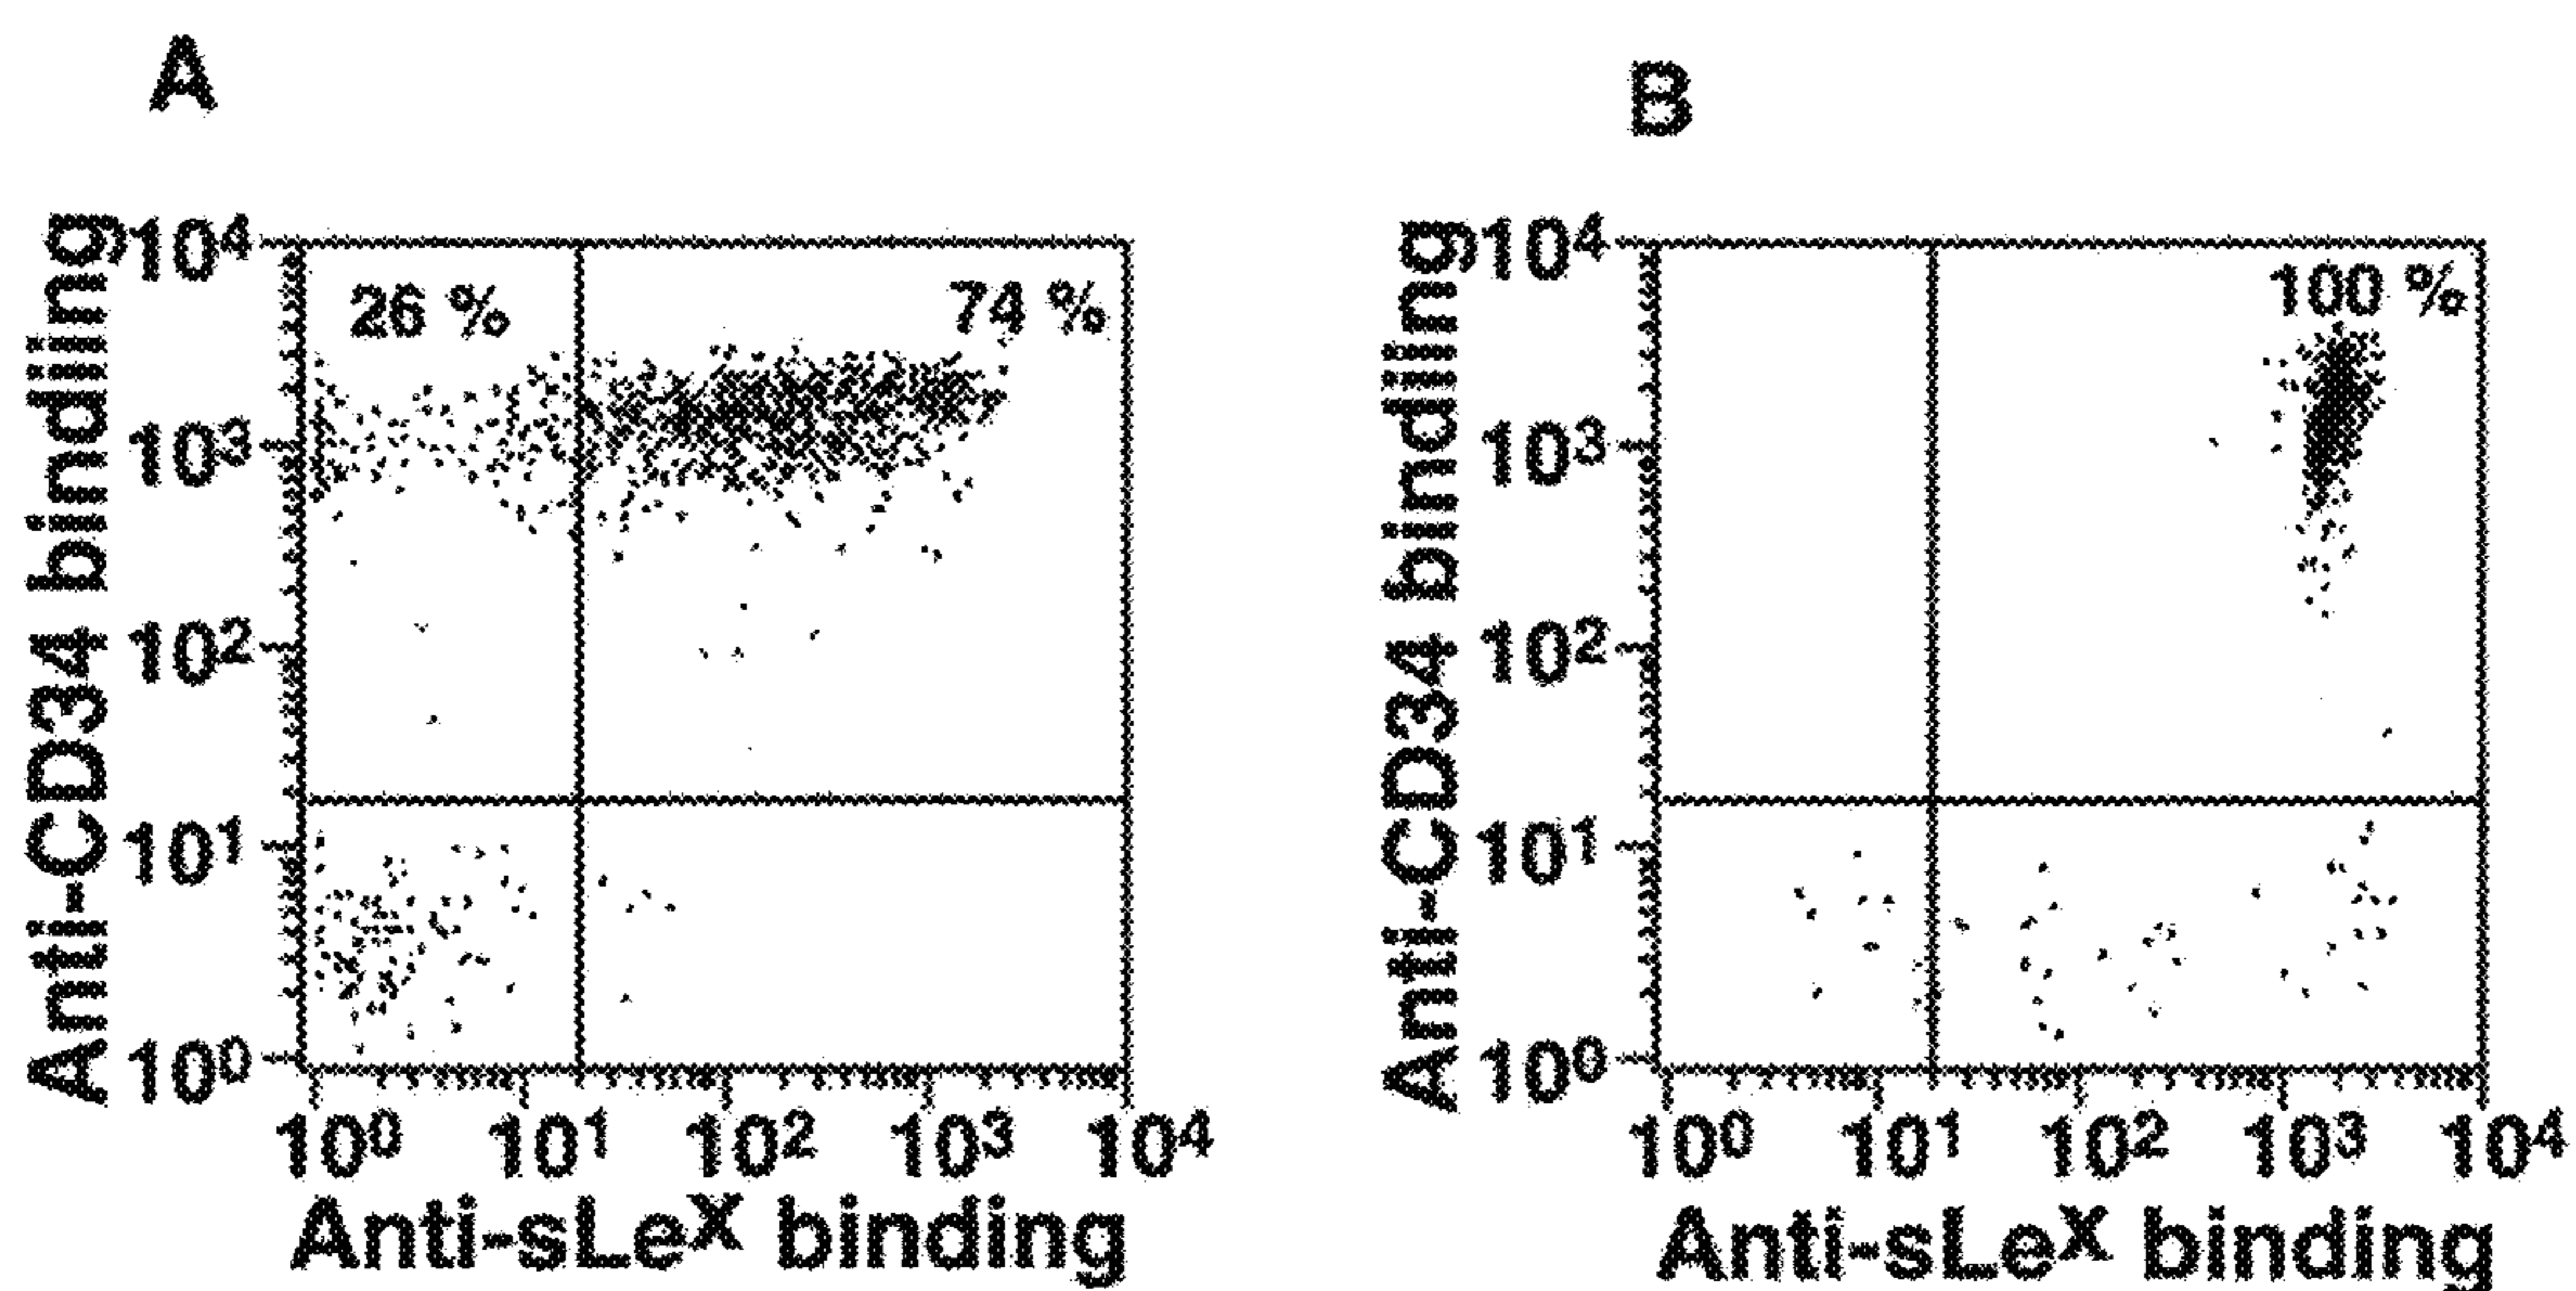 A
Anti-CD34 binding
10⁴
10³
10²
10¹
10⁰
26 %
74 %
10⁰ 10¹ 10² 10³ 10⁴
Anti-sLeˣ binding
B
Anti-CD34 binding
10⁴
10³
10²
10¹
10⁰
100 %
10⁰ 10¹ 10² 10³ 10⁴
Anti-sLeˣ binding